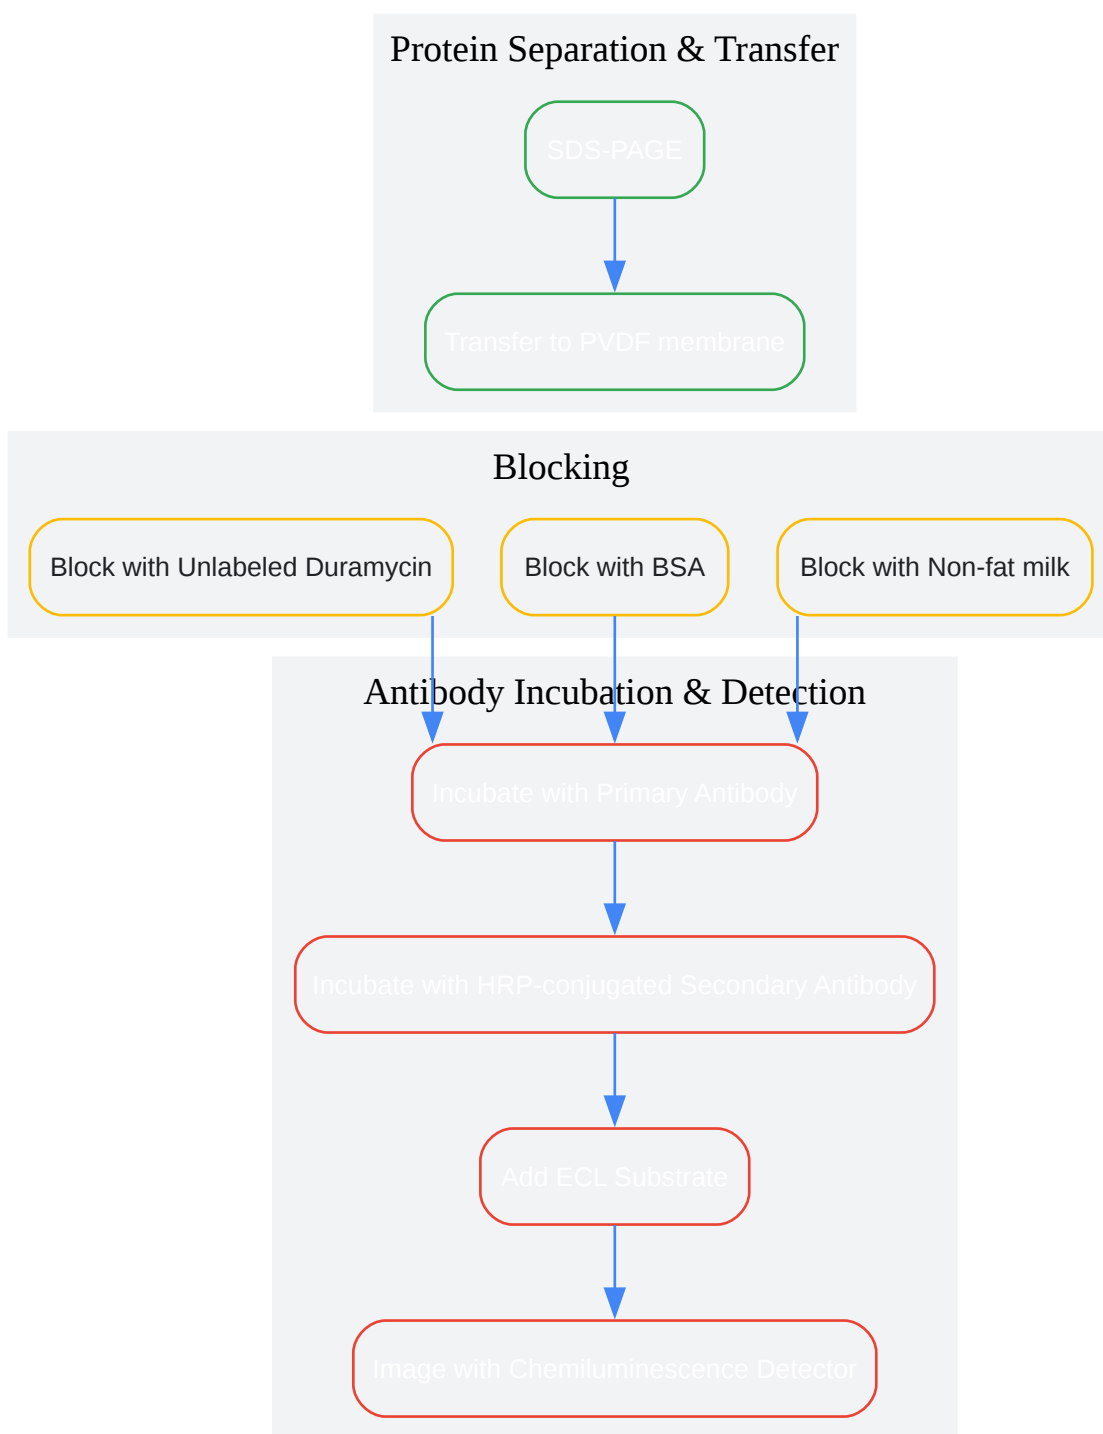 Protein Separation & Transfer
SDS-PAGE
Transfer to PVDF membrane
Blocking
Block with Unlabeled Duramycin
Block with BSA
Block with Non-fat milk
Antibody Incubation & Detection
Incubate with Primary Antibody
Incubate with HRP-conjugated Secondary Antibody
Add ECL Substrate
Image with Chemiluminescence Detector